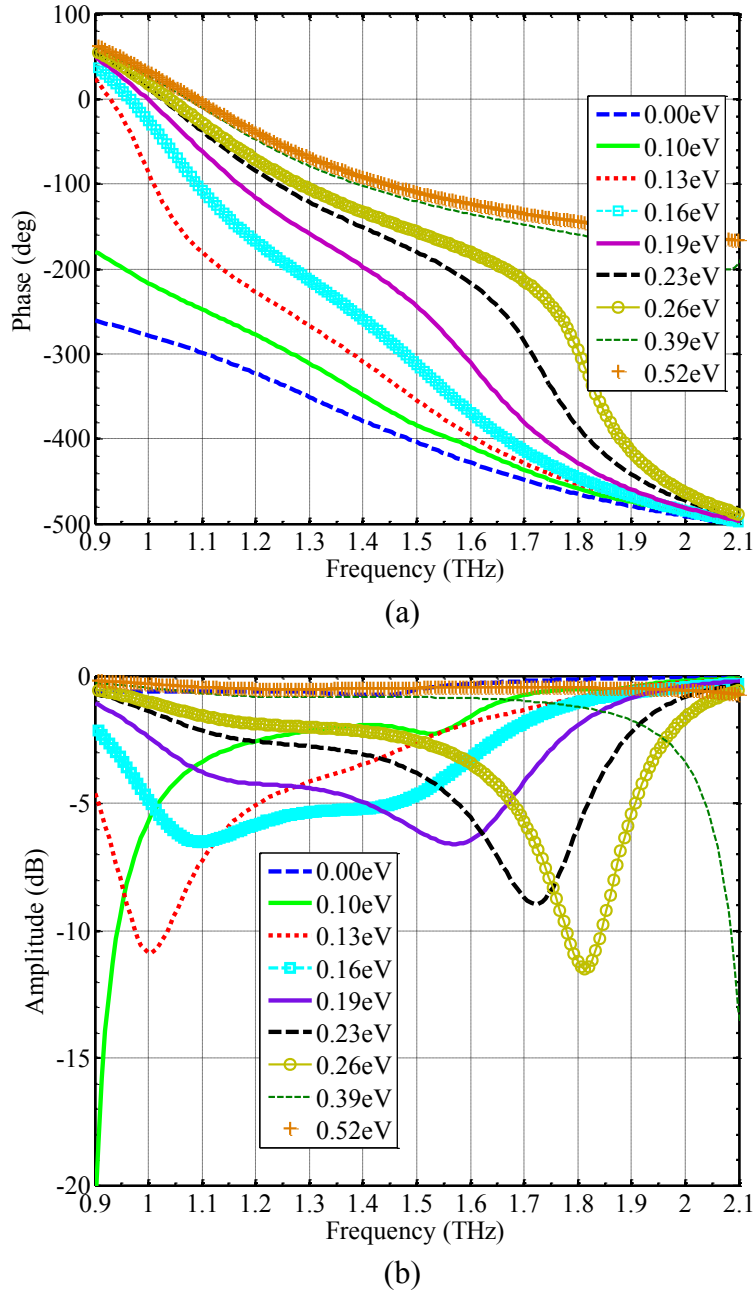 100
0
-100
-200
-300
-400
-500
Phase (deg)
0.00eV
0.10eV
0.13eV
0.16eV
0.19eV
0.23eV
0.26eV
0.39eV
0.52eV
0.9 1 1.1 1.2 1.3 1.4 1.5 1.6 1.7 1.8 1.9 2 2.1
Frequency (THz)
(a)
0
-5
-10
-15
-20
Amplitude (dB)
0.00eV
0.10eV
0.13eV
0.16eV
0.19eV
0.23eV
0.26eV
0.39eV
0.52eV
0.9 1 1.1 1.2 1.3 1.4 1.5 1.6 1.7 1.8 1.9 2 2.1
Frequency (THz)
(b)